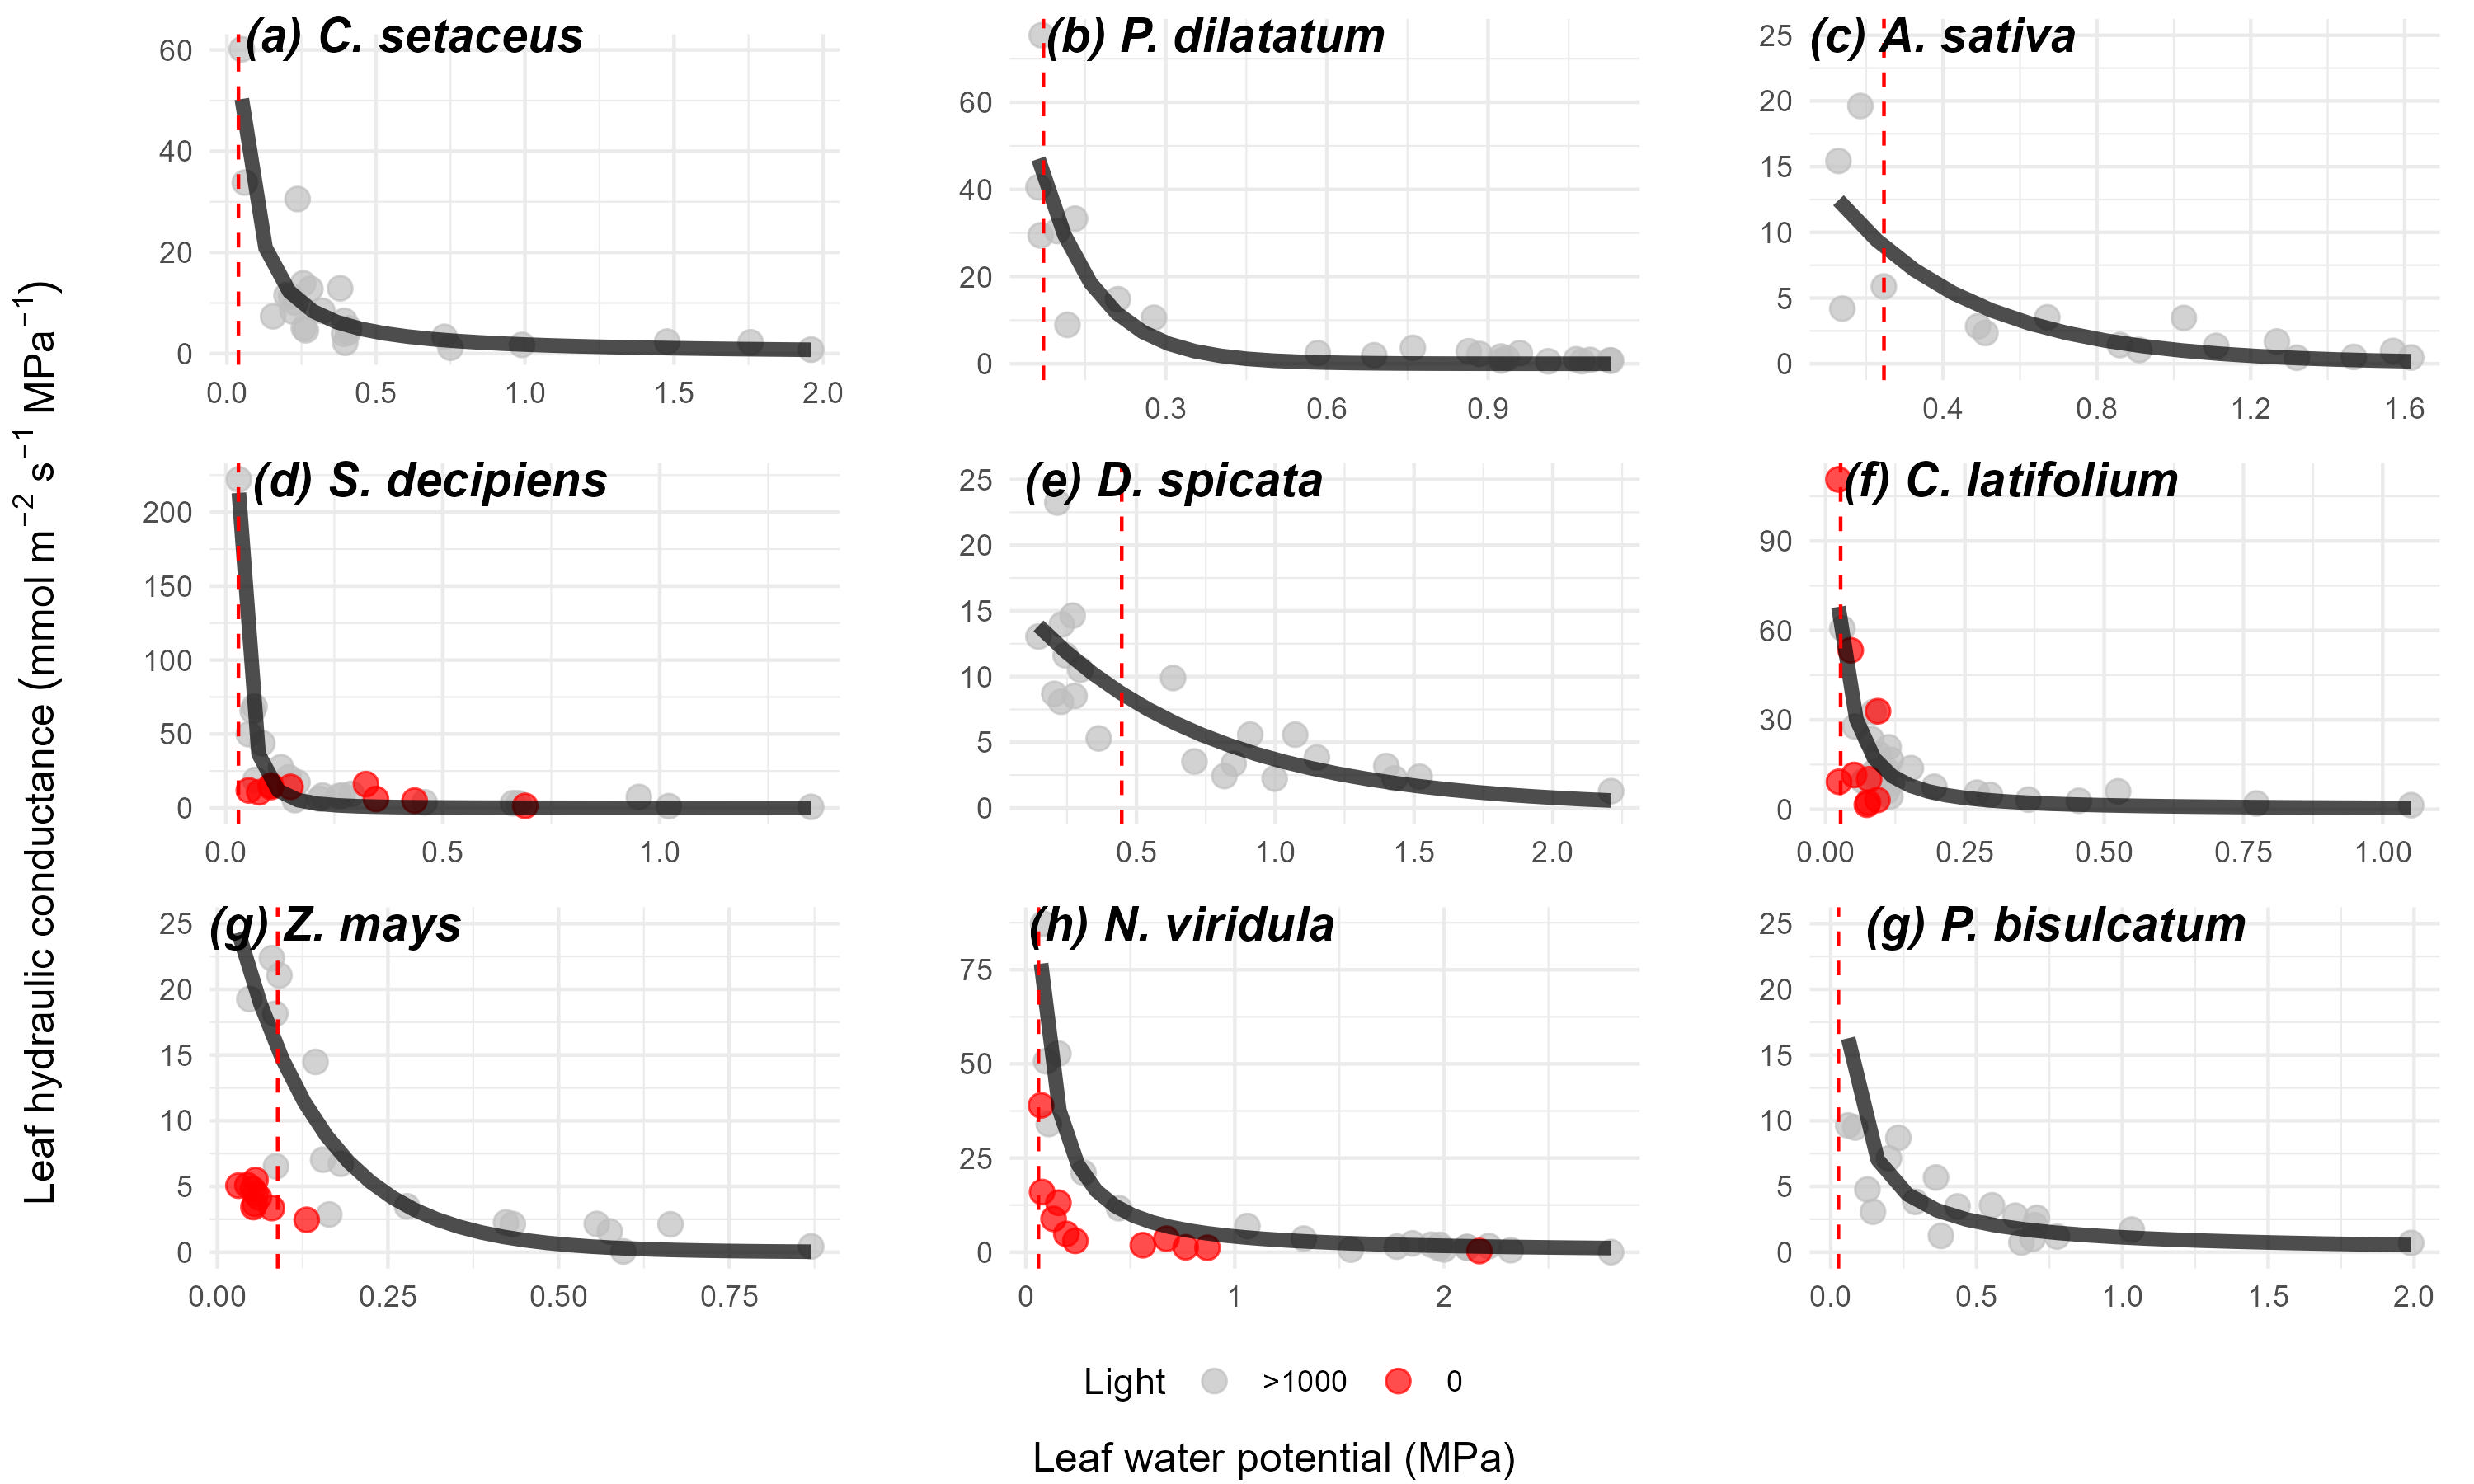 Leaf hydraulic conductance (mmol m⁻² s⁻¹ MPa⁻¹)
(a) C. setaceus
60
40
20
0
0.0 0.5 1.0 1.5 2.0
(b) P. dilatatum
60
40
20
0
0.3 0.6 0.9
(c) A. sativa
25
20
15
10
5
0
0.4 0.8 1.2 1.6
(d) S. decipiens
200
150
100
50
0
0.0 0.5 1.0
(e) D. spicata
25
20
15
10
5
0
0.5 1.0 1.5 2.0
(f) C. latifolium
90
60
30
0
0.00 0.25 0.50 0.75 1.00
(g) Z. mays
25
20
15
10
5
0
0.00 0.25 0.50 0.75
(h) N. viridula
75
50
25
0
0 1 2
(g) P. bisulcatum
25
20
15
10
5
0
0.0 0.5 1.0 1.5 2.0
Light >1000 0
Leaf water potential (MPa)